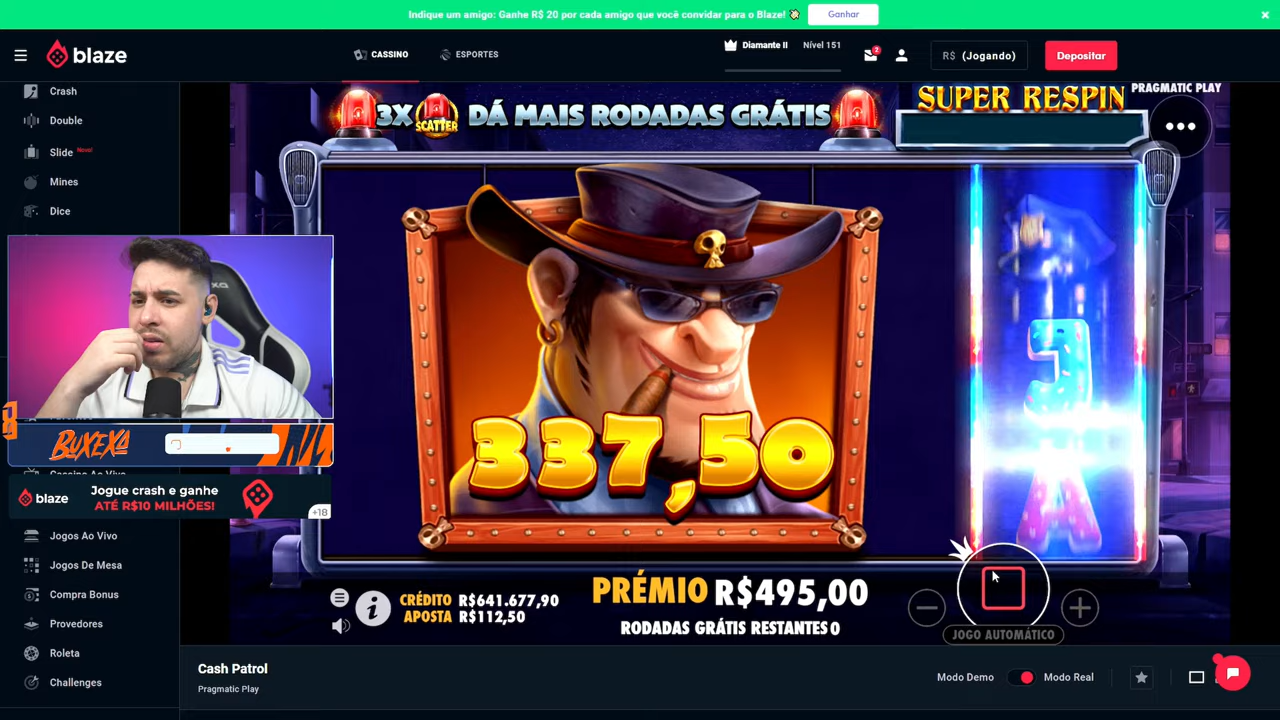 Indique um amigo: Ganhe R$ 20 por cada amigo que você convidar para o Blaze!
Ganhar
blaze
CASSINO
ESPORTES
Diamante II
Nível 151
2
R$ (Jogando)
Depositar
Crash
Double
Slide Novo!
Mines
Dice
3X SCATTER DÁ MAIS RODADAS GRÁTIS
SUPER RESPIN
PRAGMATIC PLAY
337,50
J
A
BUXEXA
blaze
Jogue crash e ganhe
ATÉ R$10 MILHÕES!
+18
Jogos Ao Vivo
Jogos De Mesa
Compra Bonus
Provedores
Roleta
Challenges
CRÉDITO R$641.677,90
APOSTA R$112,50
PRÉMIO R$495,00
RODADAS GRÁTIS RESTANTES 0
JOGO AUTOMÁTICO
Cash Patrol
Pragmatic Play
Modo Demo
Modo Real